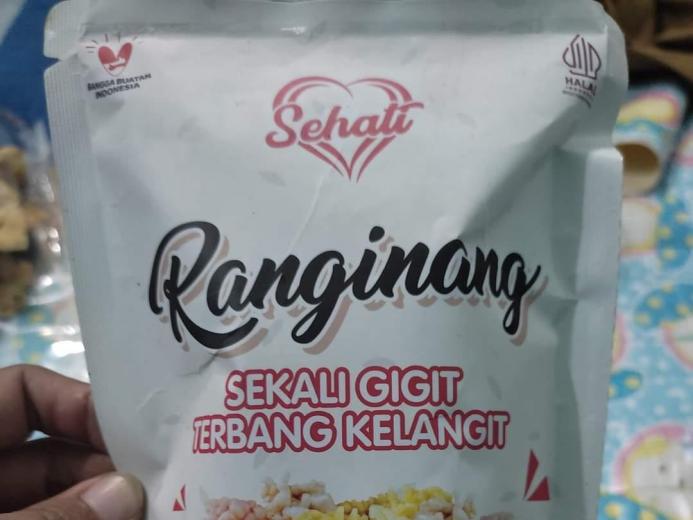 BANGGA BUATAN
INDONESIA
HALAL
Sehati
Ranginang
SEKALI GIGIT
TERBANG KELANGIT